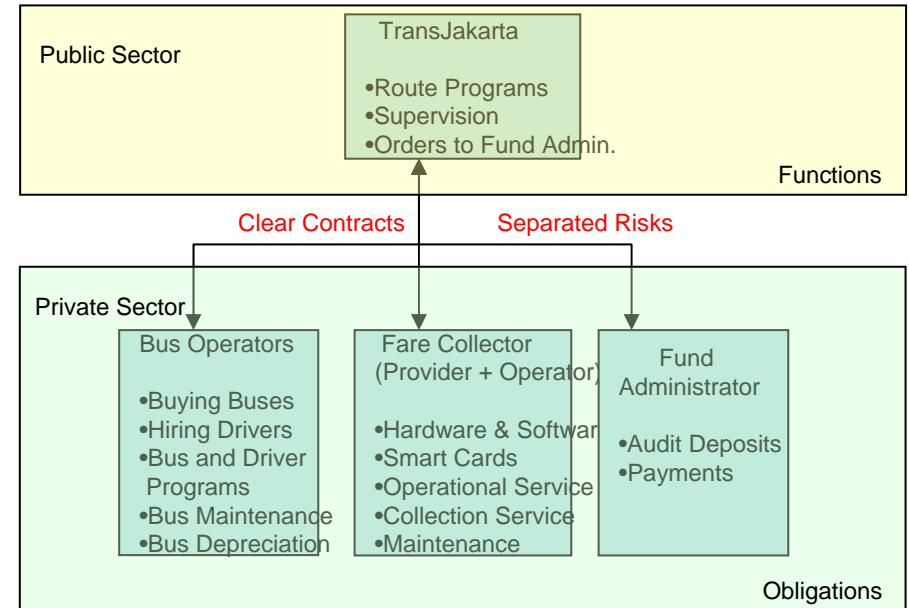 Public Sector
TransJakarta
•Route Programs
•Supervision
•Orders to Fund Admin.
Functions
Clear Contracts
Separated Risks
Private Sector
Bus Operators
•Buying Buses
•Hiring Drivers
•Bus and Driver
Programs
•Bus Maintenance
•Bus Depreciation
Fare Collector
(Provider + Operator)
•Hardware & Softwar
•Smart Cards
•Operational Service
•Collection Service
•Maintenance
Fund
Administrator
•Audit Deposits
•Payments
Obligations